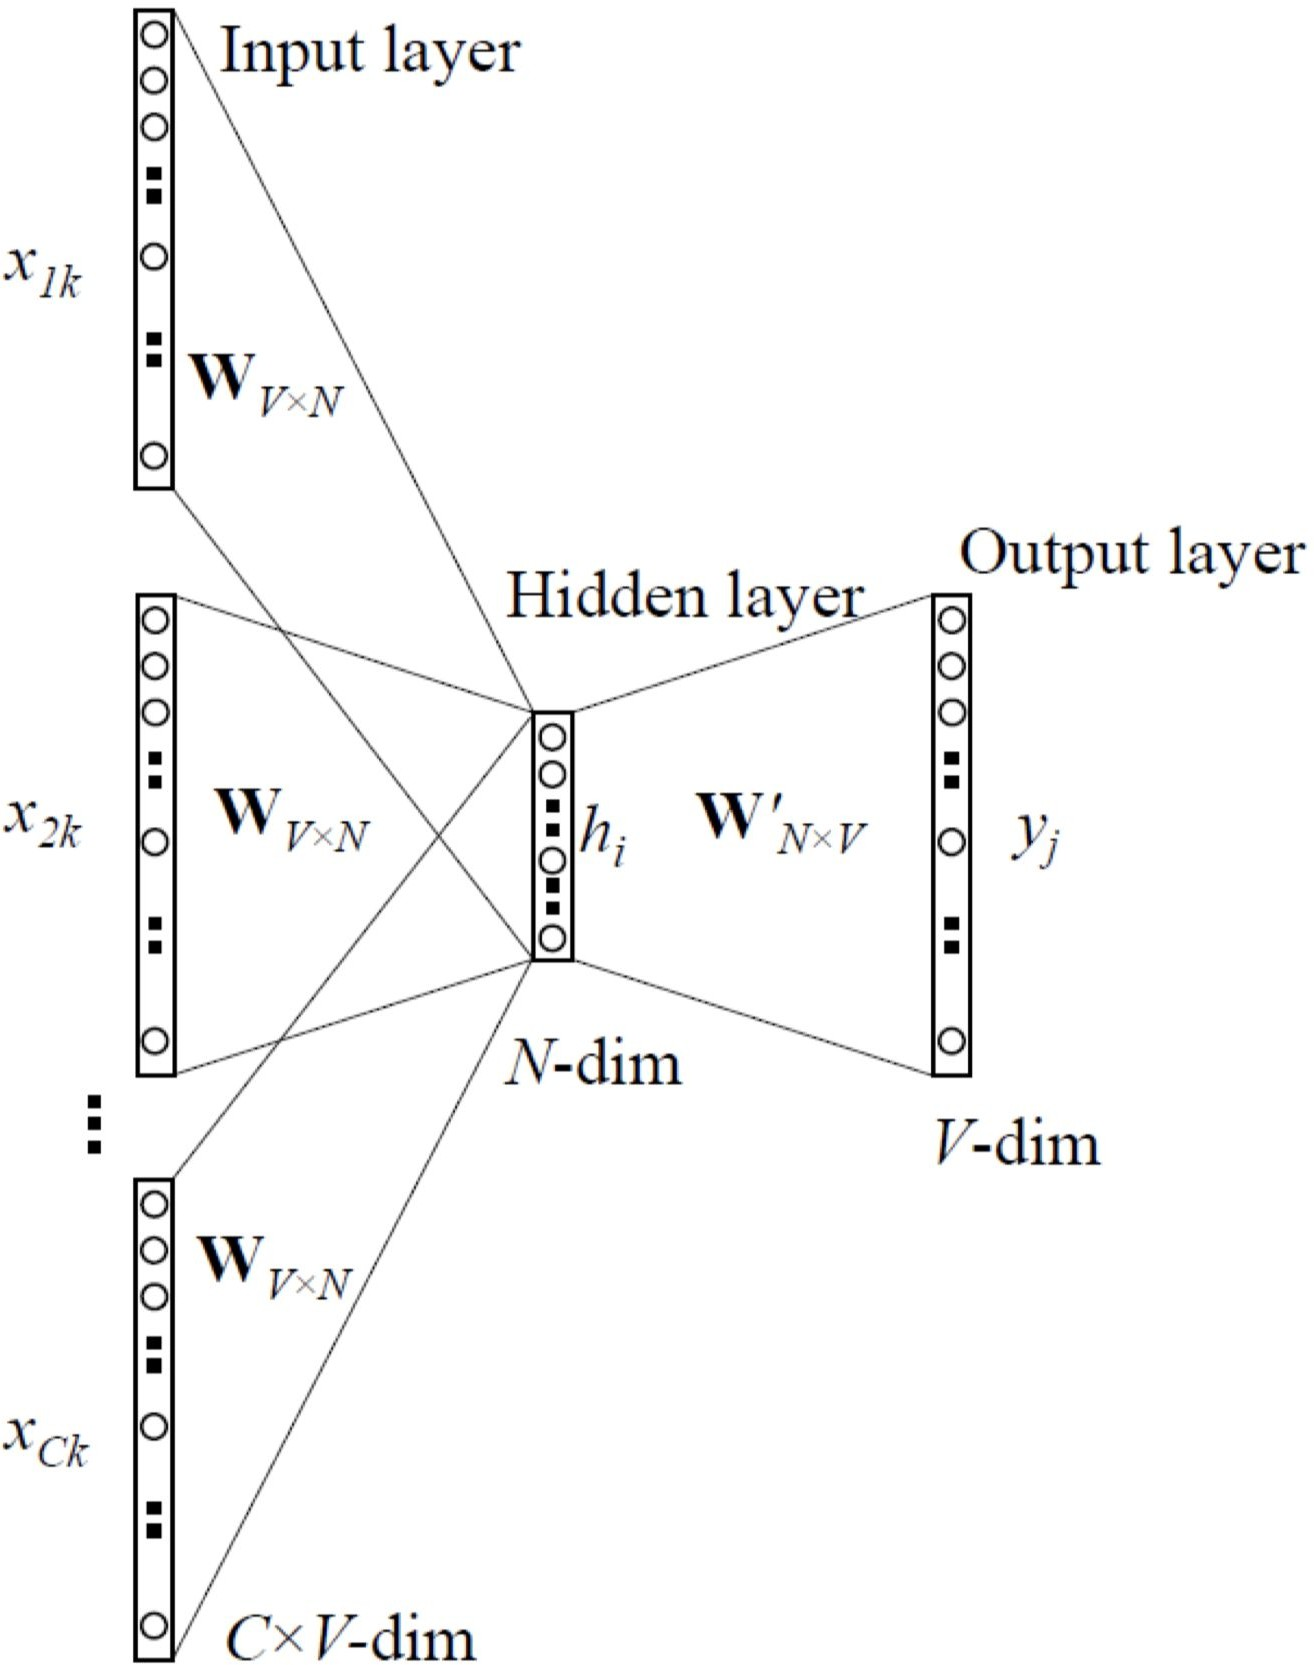 Input layer
x1k
WV×N
Output layer
Hidden layer
x2k
WV×N
hi
W'N×V
yj
N-dim
V-dim
WV×N
xCk
C×V-dim